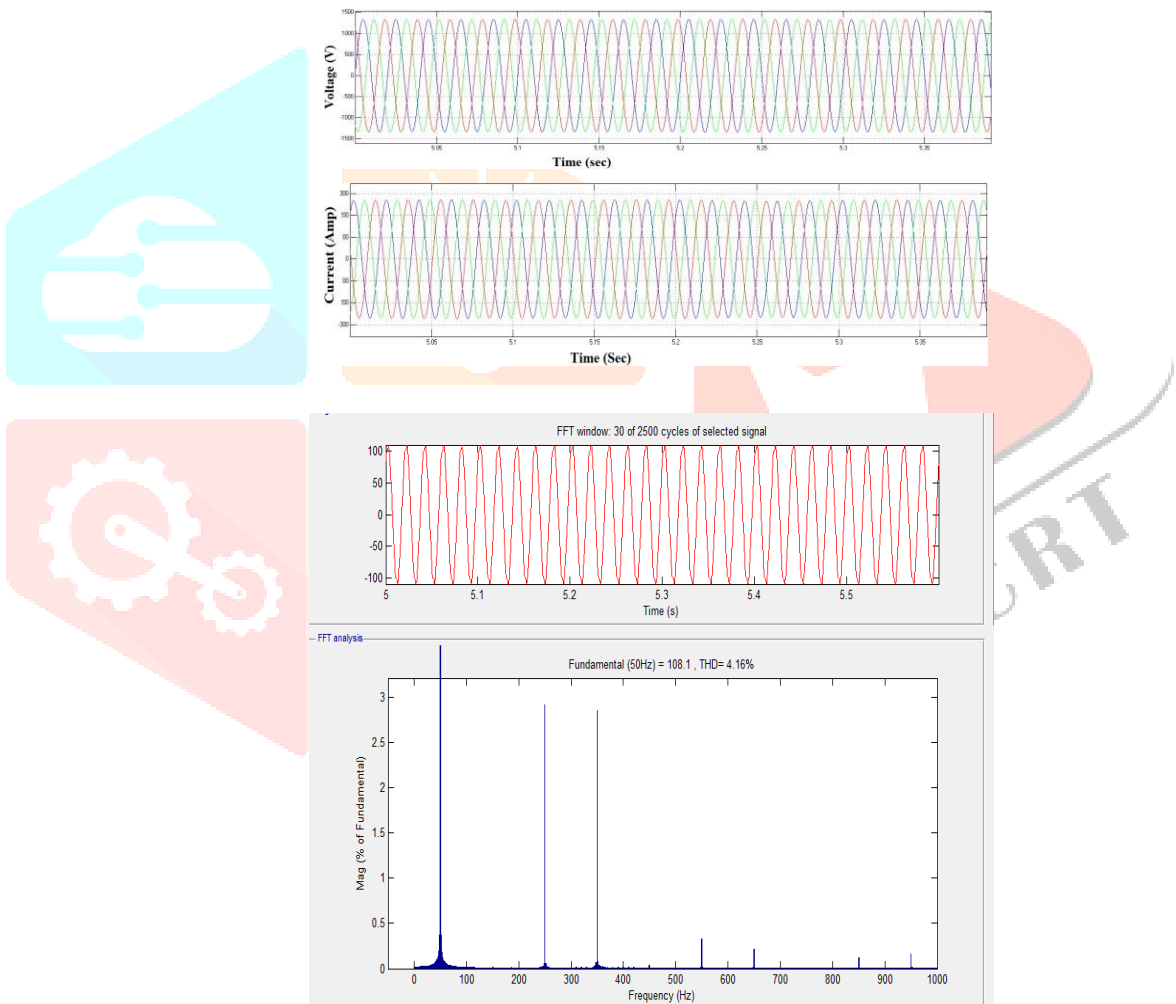 1500
1000
500
0
-500
-1000
-1500
Voltage (V)
5.05 5.1 5.15 5.2 5.25 5.3 5.35
Time (sec)
300
0
-300
Current (Amp)
5.05 5.1 5.15 5.2 5.25 5.3 5.35
Time (Sec)
FFT window: 30 of 2500 cycles of selected signal
100
50
0
-50
-100
5 5.1 5.2 5.3 5.4 5.5
Time (s)
FFT analysis
Fundamental (50Hz) = 108.1 , THD= 4.16%
3
2.5
2
1.5
1
0.5
0
Mag (% of Fundamental)
0 100 200 300 400 500 600 700 800 900 1000
Frequency (Hz)
CRT